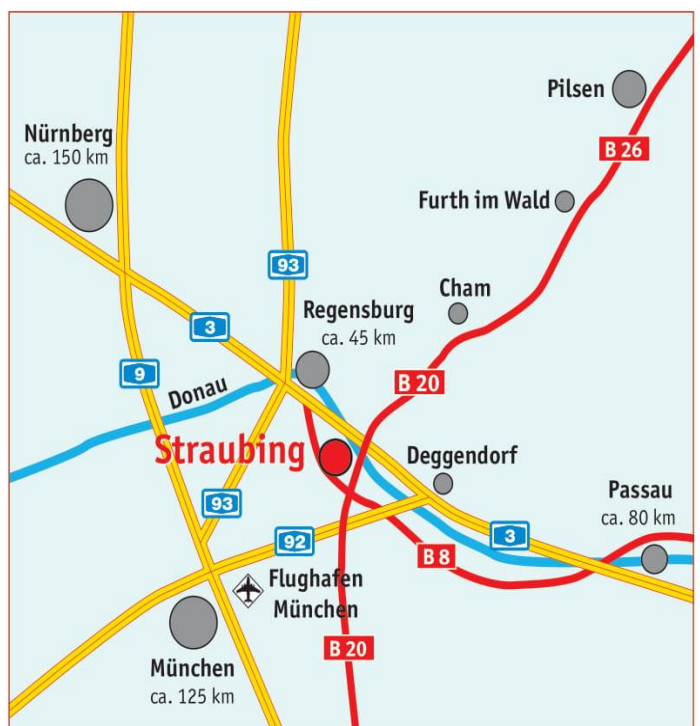 Pilsen
Nürnberg
ca. 150 km
B 26
Furth im Wald
93
Cham
Regensburg
ca. 45 km
3
9
B 20
Donau
Straubing
Deggendorf
Passau
ca. 80 km
93
92
3
B 8
Flughafen
München
B 20
München
ca. 125 km